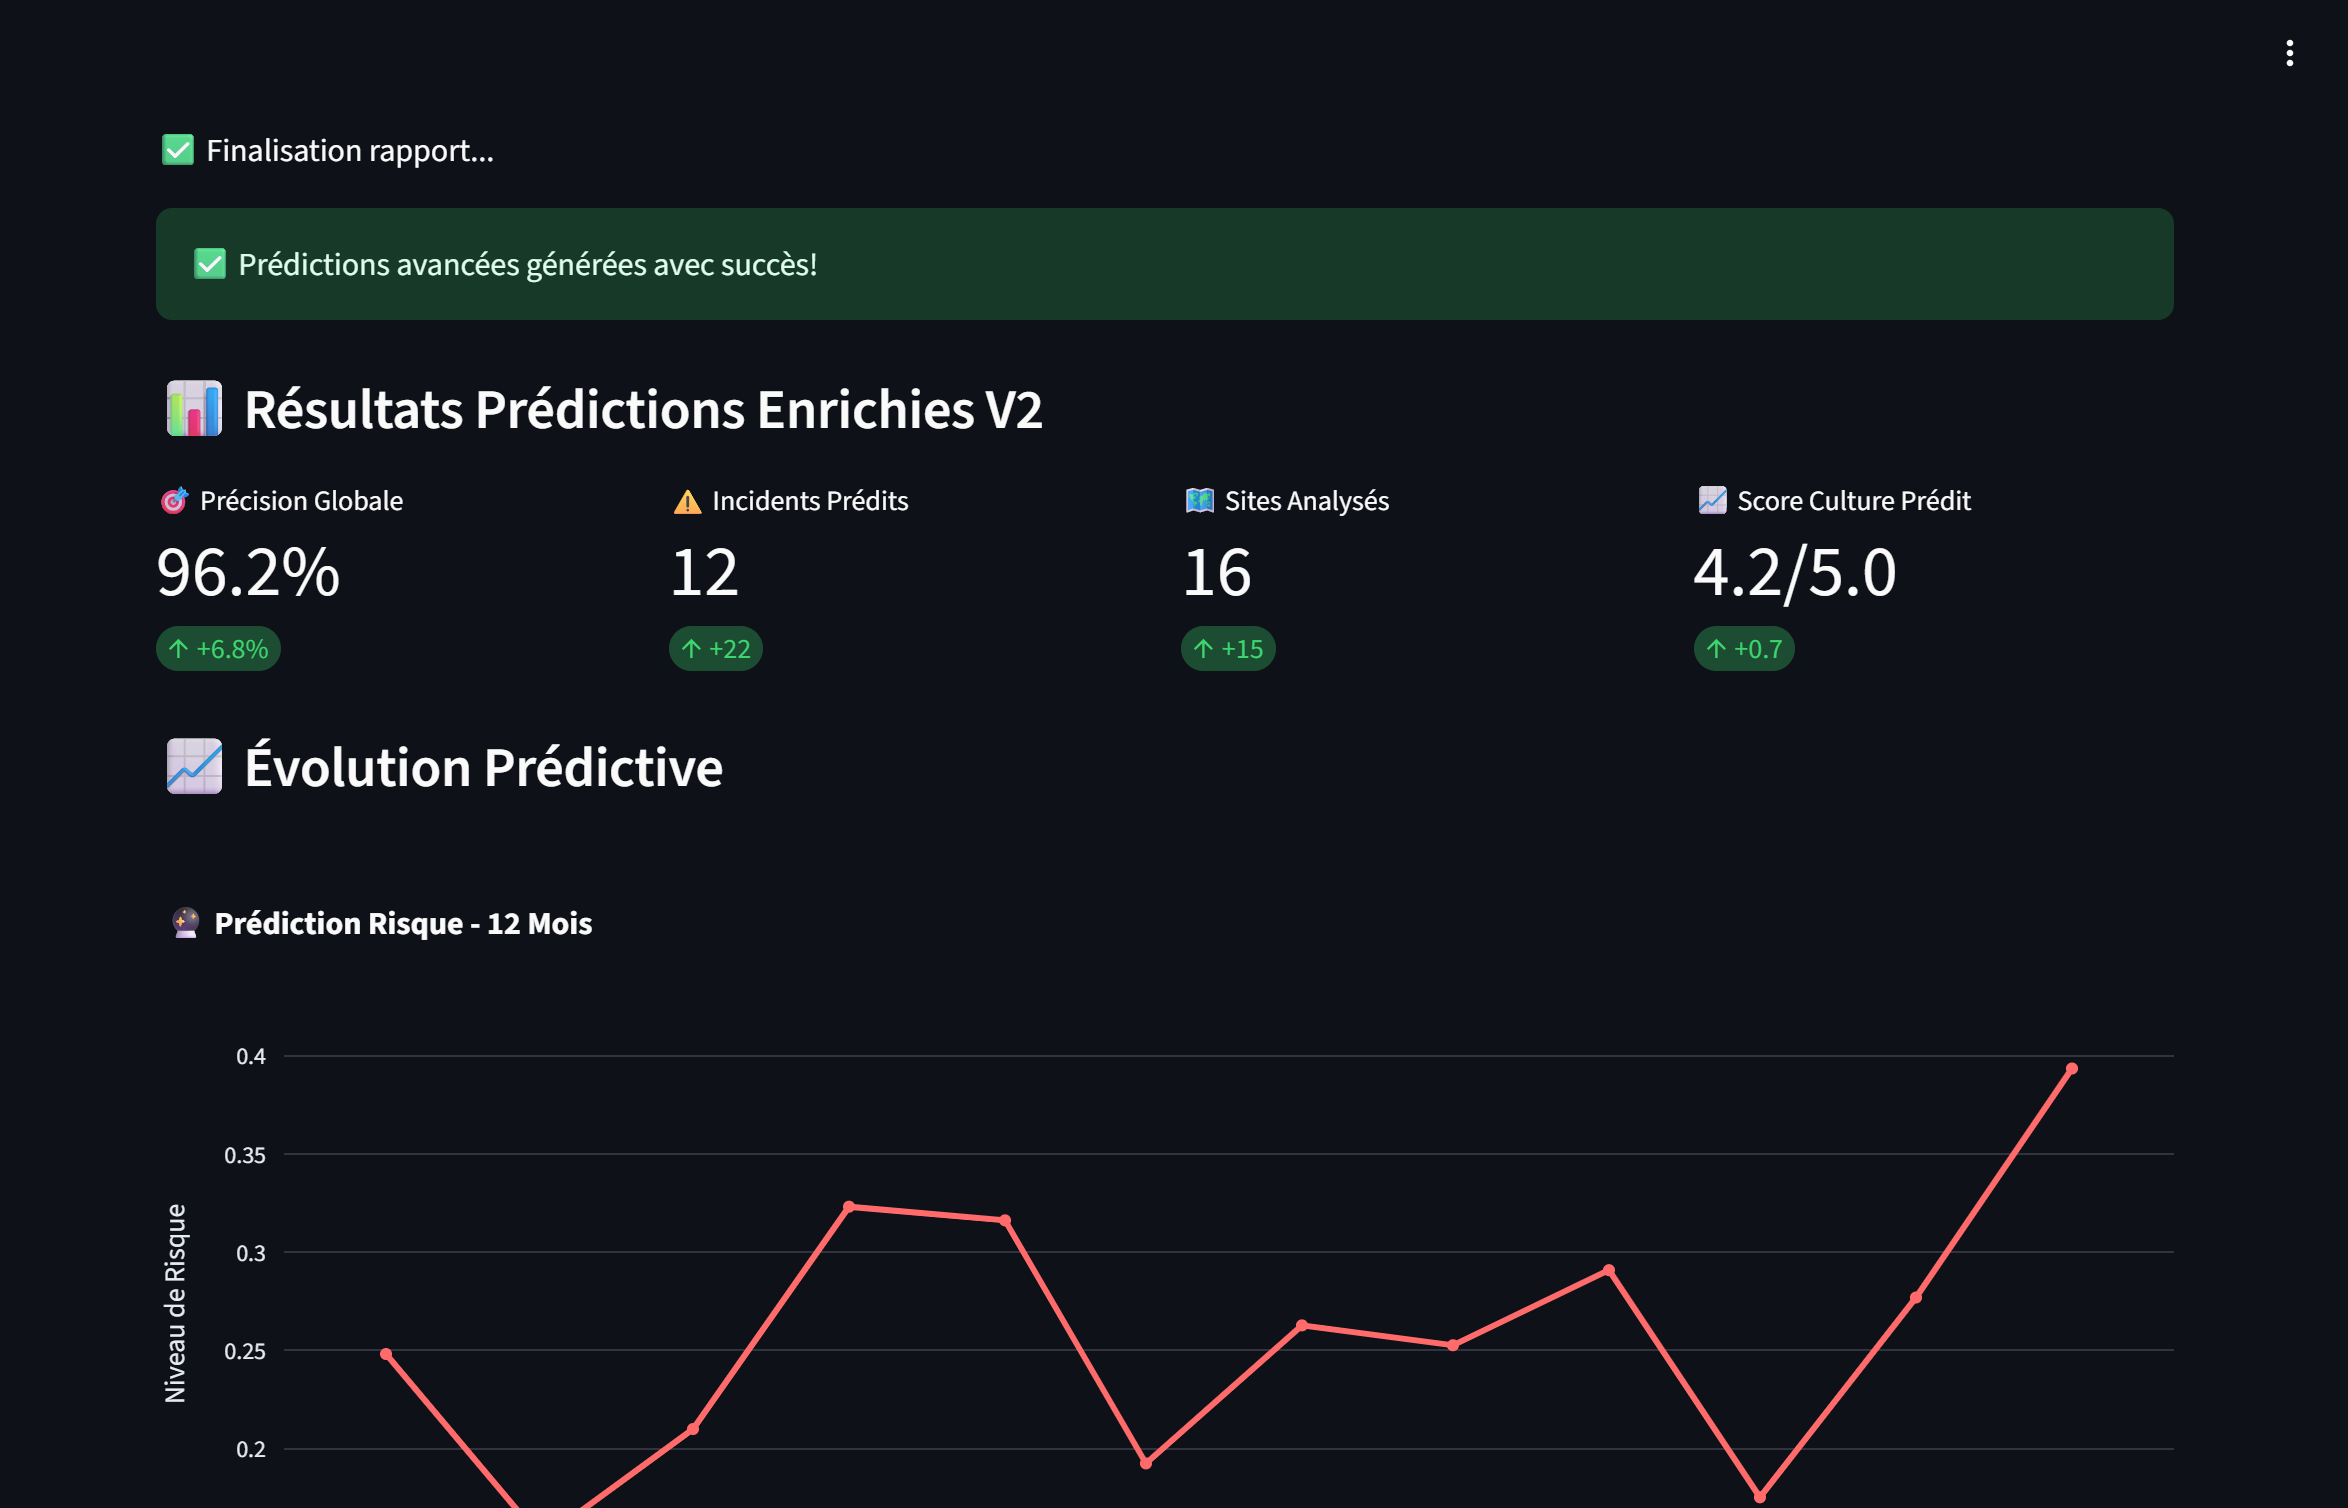 ✅ Finalisation rapport...
✅ Prédictions avancées générées avec succès!
📊 Résultats Prédictions Enrichies V2
🎯 Précision Globale
96.2%
↑ +6.8%
⚠️ Incidents Prédits
12
↑ +22
🗺️ Sites Analysés
16
↑ +15
📈 Score Culture Prédit
4.2/5.0
↑ +0.7
📈 Évolution Prédictive
🔮 Prédiction Risque - 12 Mois
Niveau de Risque
0.4
0.35
0.3
0.25
0.2